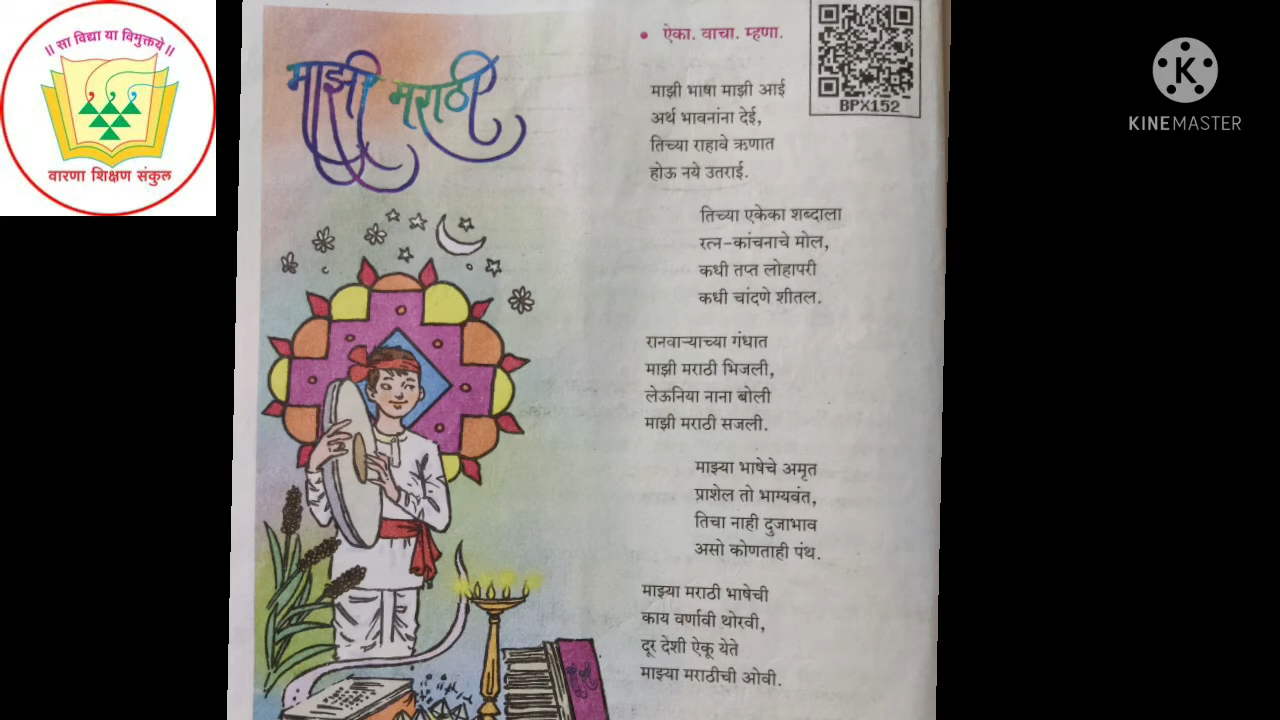 ॥ सा विद्या या विमुक्तये ॥
वारणा शिक्षण संकुल
माझी मराठी
• ऐका. वाचा. म्हणा.
BPX152
माझी भाषा माझी आई
अर्थ भावनांना देई,
तिच्या राहावे ऋणात
होऊ नये उतराई.
तिच्या एकेका शब्दाला
रत्न-कांचनाचे मोल,
कधी तप्त लोहापरी
कधी चांदणे शीतल.
रानवाऱ्याच्या गंधात
माझी मराठी भिजली,
लेऊनिया नाना बोली
माझी मराठी सजली.
माझ्या भाषेचे अमृत
प्राशेल तो भाग्यवंत,
तिचा नाही दुजाभाव
असो कोणताही पंथ.
माझ्या मराठी भाषेची
काय वर्णावी थोरवी,
दूर देशी ऐकू येते
माझ्या मराठीची ओवी.
K
KINEMASTER